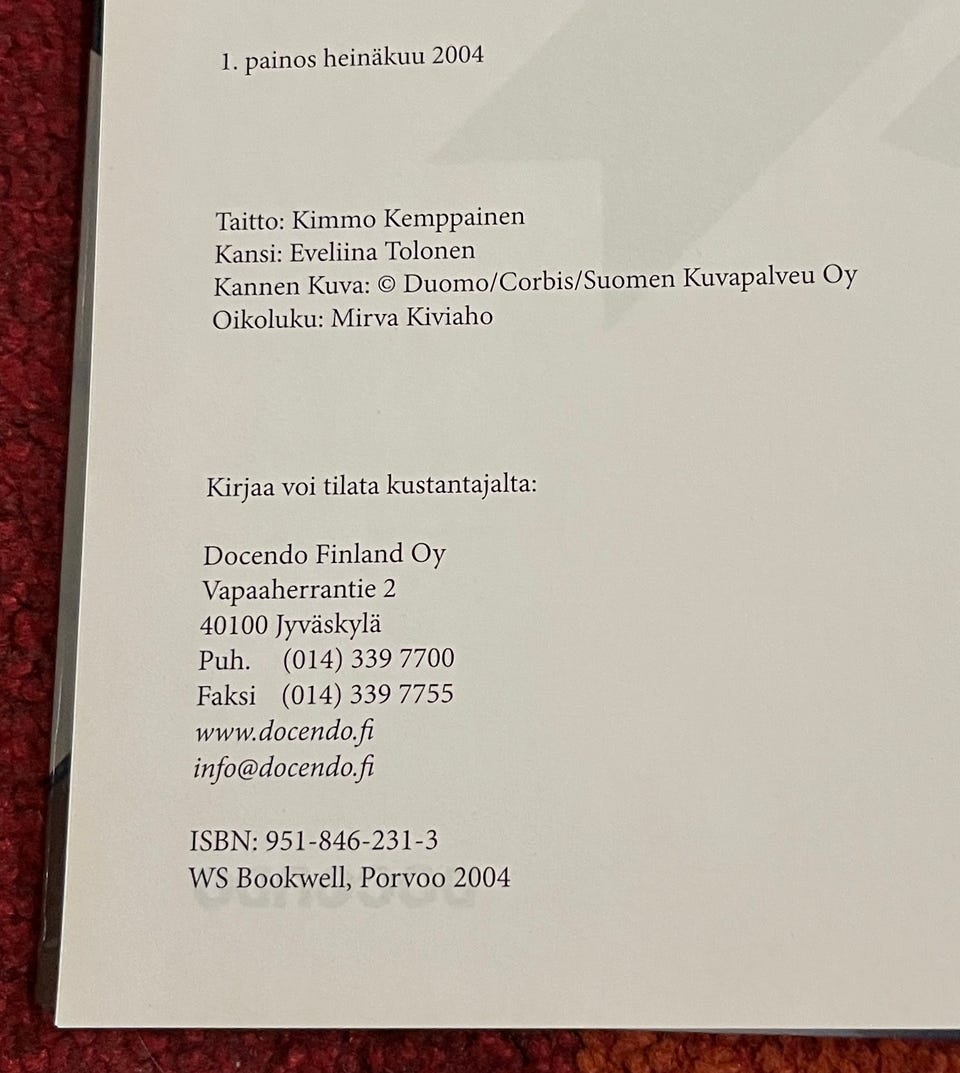 1. painos heinäkuu 2004
Taitto: Kimmo Kemppainen
Kansi: Eveliina Tolonen
Kannen Kuva: © Duomo/Corbis/Suomen Kuvapalveu Oy
Oikoluku: Mirva Kiviaho
Kirjaa voi tilata kustantajalta:
Docendo Finland Oy
Vapaaherrantie 2
40100 Jyväskylä
Puh. (014) 339 7700
Faksi (014) 339 7755
www.docendo.fi
info@docendo.fi
ISBN: 951-846-231-3
WS Bookwell, Porvoo 2004